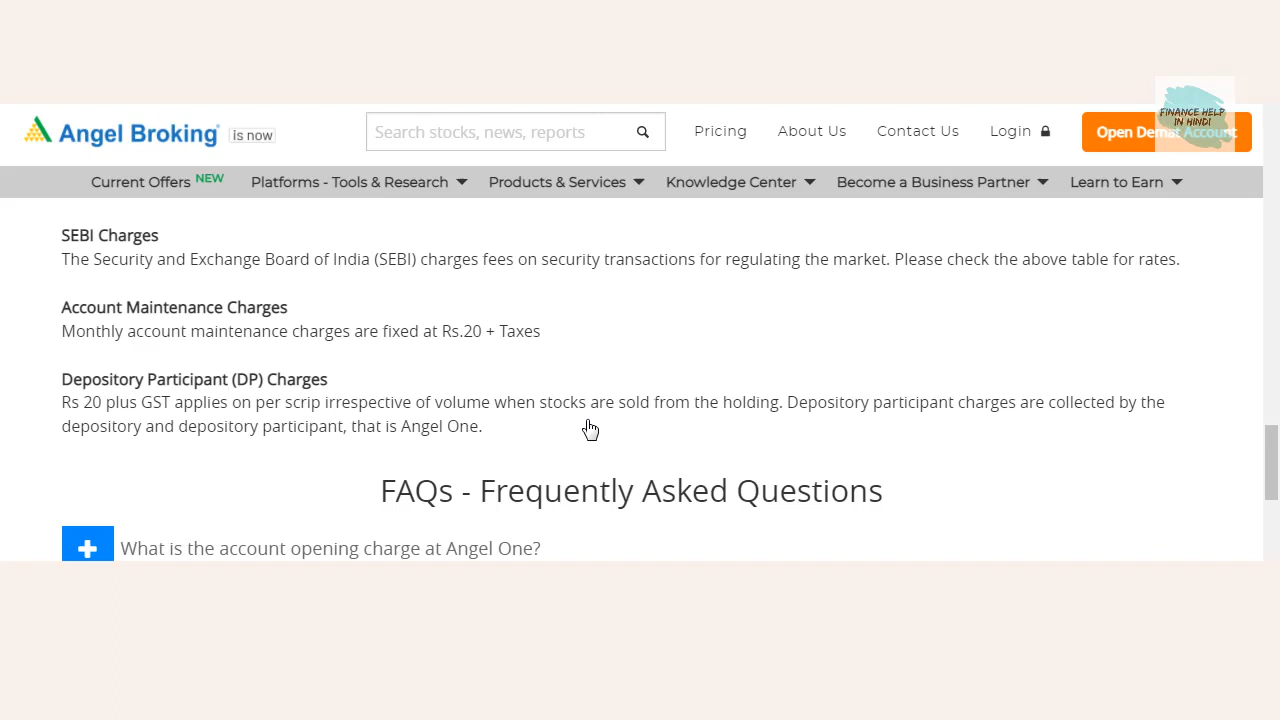 Angel Broking is now
Search stocks, news, reports
Pricing
About Us
Contact Us
Login
Open Demat Account
FINANCE HELP
IN HINDI
Current Offers NEW
Platforms - Tools & Research
Products & Services
Knowledge Center
Become a Business Partner
Learn to Earn
SEBI Charges
The Security and Exchange Board of India (SEBI) charges fees on security transactions for regulating the market. Please check the above table for rates.
Account Maintenance Charges
Monthly account maintenance charges are fixed at Rs.20 + Taxes
Depository Participant (DP) Charges
Rs 20 plus GST applies on per scrip irrespective of volume when stocks are sold from the holding. Depository participant charges are collected by the
depository and depository participant, that is Angel One.
FAQs - Frequently Asked Questions
What is the account opening charge at Angel One?